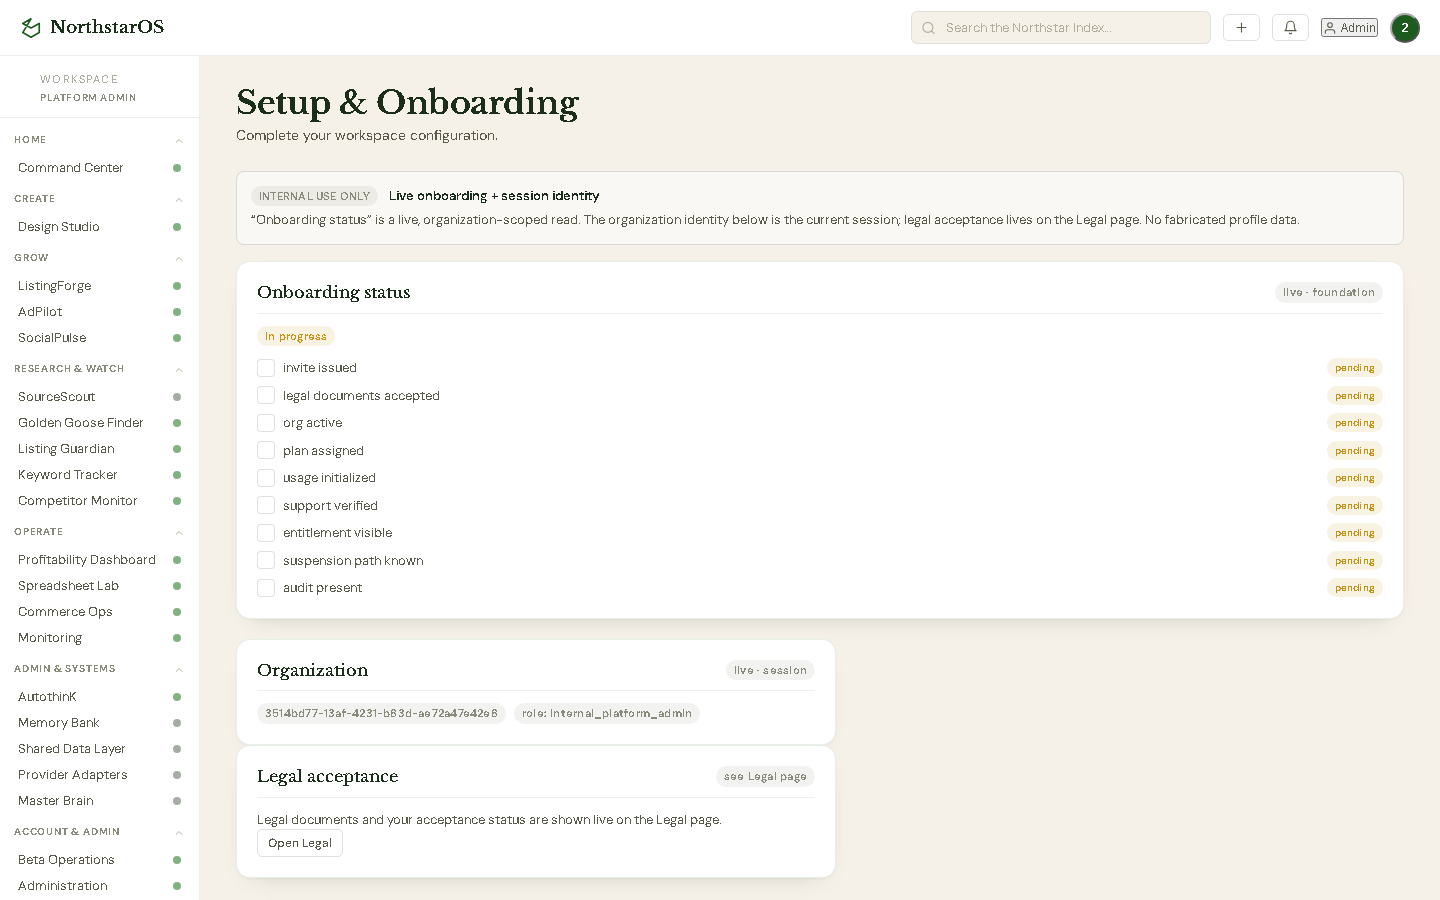 NorthstarOS
Search the Northstar Index...
Admin
2
WORKSPACE
PLATFORM ADMIN
HOME
Command Center
CREATE
Design Studio
GROW
ListingForge
AdPilot
SocialPulse
RESEARCH & WATCH
SourceScout
Golden Goose Finder
Listing Guardian
Keyword Tracker
Competitor Monitor
OPERATE
Profitability Dashboard
Spreadsheet Lab
Commerce Ops
Monitoring
ADMIN & SYSTEMS
AutothinK
Memory Bank
Shared Data Layer
Provider Adapters
Master Brain
ACCOUNT & ADMIN
Beta Operations
Administration
Setup & Onboarding
Complete your workspace configuration.
INTERNAL USE ONLY Live onboarding + session identity
“Onboarding status” is a live, organization-scoped read. The organization identity below is the current session; legal acceptance lives on the Legal page. No fabricated profile data.
Onboarding status live · foundation
In progress
invite issued pending
legal documents accepted pending
org active pending
plan assigned pending
usage initialized pending
support verified pending
entitlement visible pending
suspension path known pending
audit present pending
Organization live · session
3514bd77-13af-4231-b63d-ae72a47e42e6 role: internal_platform_admin
Legal acceptance see Legal page
Legal documents and your acceptance status are shown live on the Legal page.
Open Legal